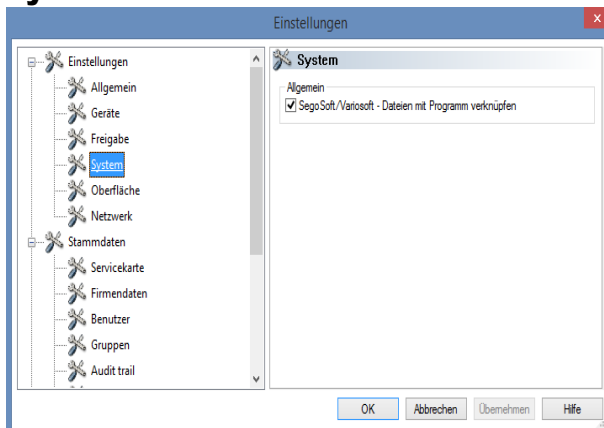 Einstellungen
x
Einstellungen
Allgemein
Geräte
Freigabe
System
Oberfläche
Netzwerk
Stammdaten
Servicekarte
Firmendaten
Benutzer
Gruppen
Audit trail
System
Allgemein
SegoSoft/Variosoft - Dateien mit Programm verknüpfen
OK
Abbrechen
Übernehmen
Hilfe